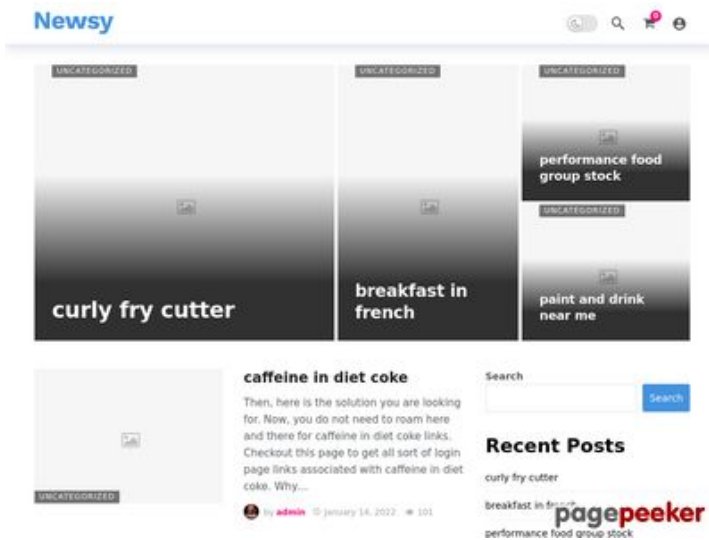 Newsy
0
UNCATEGORIZED
curly fry cutter
UNCATEGORIZED
breakfast in
french
UNCATEGORIZED
performance food
group stock
UNCATEGORIZED
paint and drink
near me
UNCATEGORIZED
caffeine in diet coke
Then, here is the solution you are looking
for. Now, you do not need to roam here
and there for caffeine in diet coke links.
Checkout this page to get all sort of login
page links associated with caffeine in diet
coke. Why...
by admin January 14, 2022 101
Search
Search
Recent Posts
curly fry cutter
breakfast in french
performance food group stock
pagepeeker